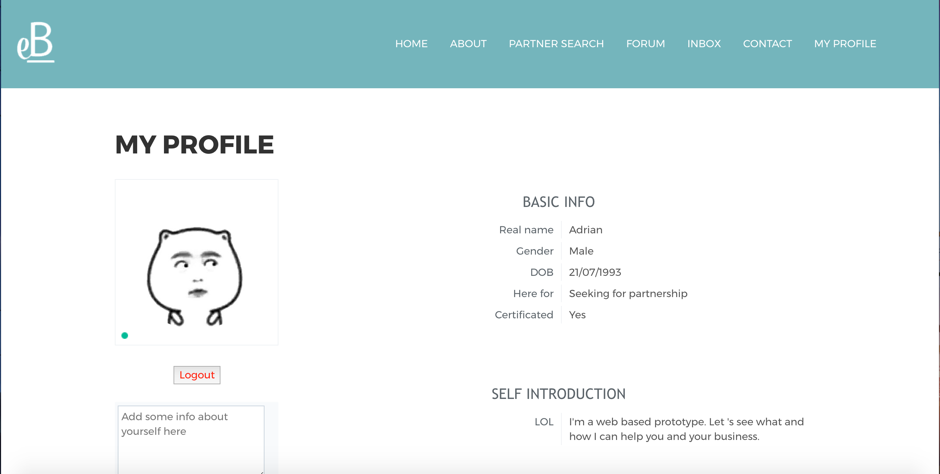 eB
HOME ABOUT PARTNER SEARCH FORUM INBOX CONTACT MY PROFILE
MY PROFILE
Logout
Add some info about
yourself here
BASIC INFO
Real name Adrian
Gender Male
DOB 21/07/1993
Here for Seeking for partnership
Certificated Yes
SELF INTRODUCTION
LOL I'm a web based prototype. Let 's see what and
how I can help you and your business.